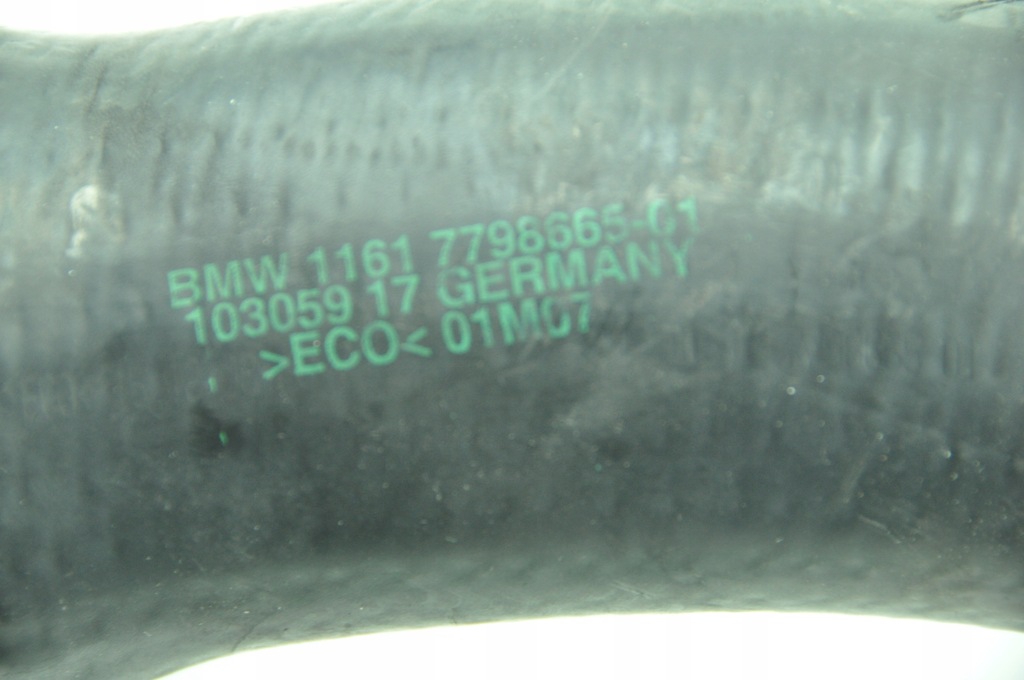 BMW 1161 7798665-01
103059 17 GERMANY
>ECO< 01M07